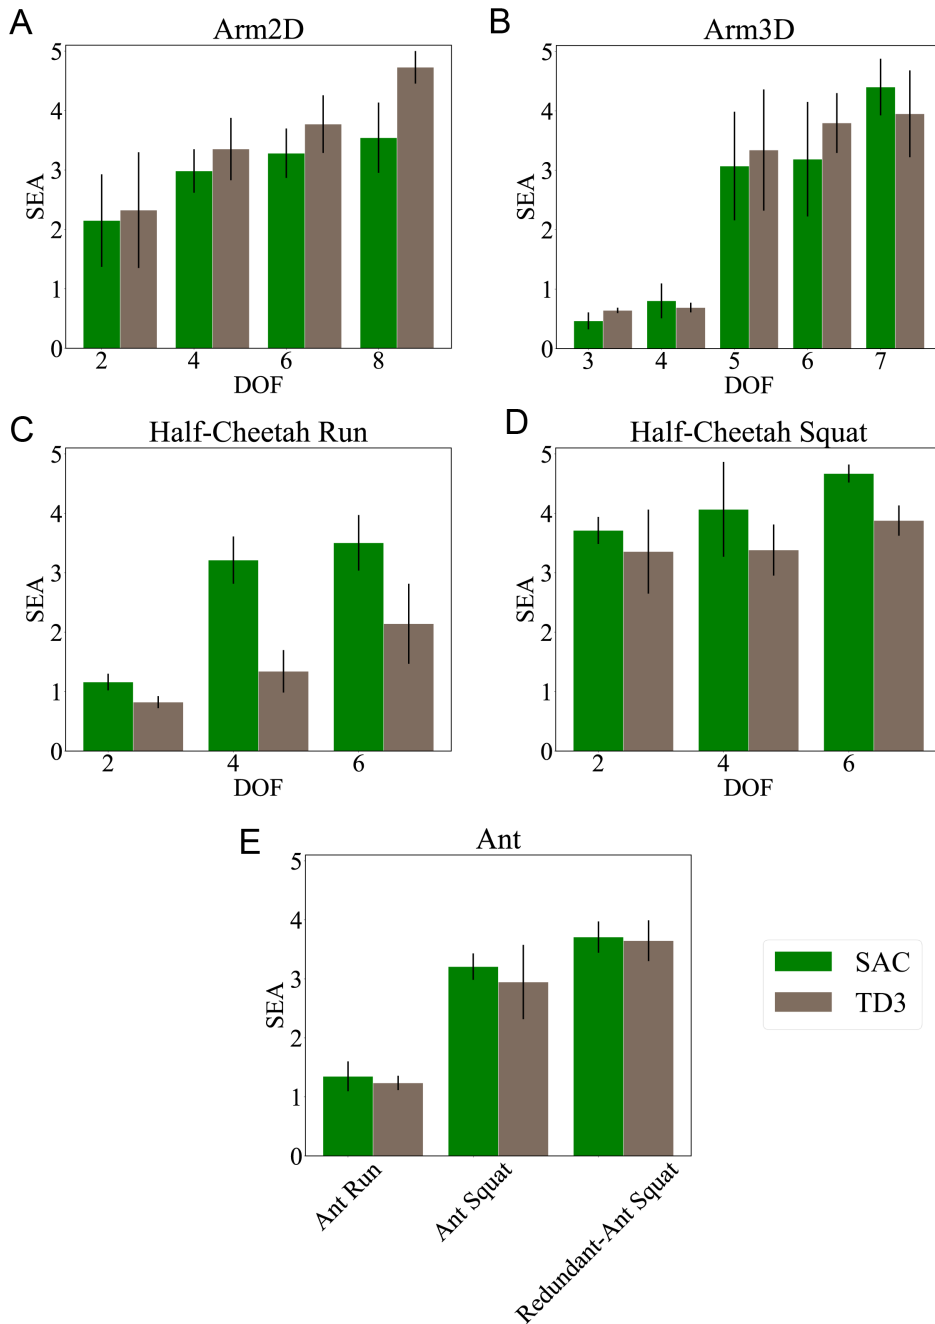 A
Arm2D
5
4
3
2
1
0
SEA
2 4 6 8
DOF
B
Arm3D
5
4
3
2
1
0
SEA
3 4 5 6 7
DOF
C
Half-Cheetah Run
5
4
3
2
1
0
SEA
2 4 6
DOF
D
Half-Cheetah Squat
5
4
3
2
1
0
SEA
2 4 6
DOF
E
Ant
5
4
3
2
1
0
SEA
Ant Run
Ant Squat
Redundant-Ant Squat
SAC
TD3